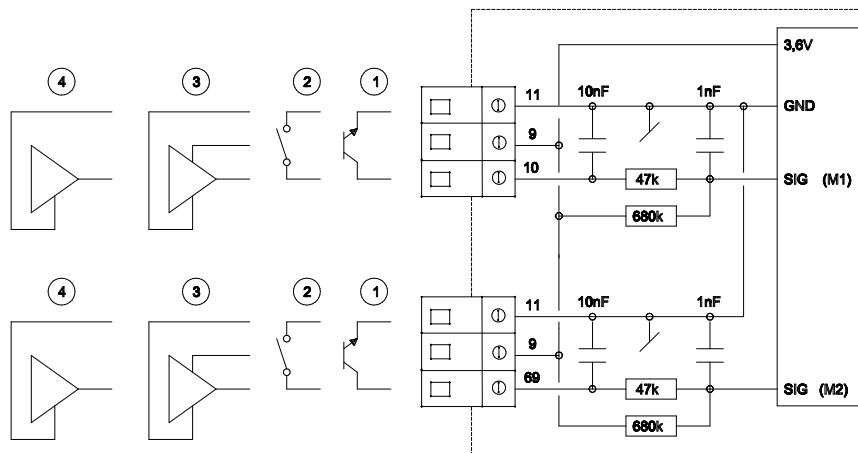 3,6V
4 3 2 1
11 10nF 1nF GND
9
10 47k SIG (M1)
680k
4 3 2 1
11 10nF 1nF
9
69 47k SIG (M2)
680k